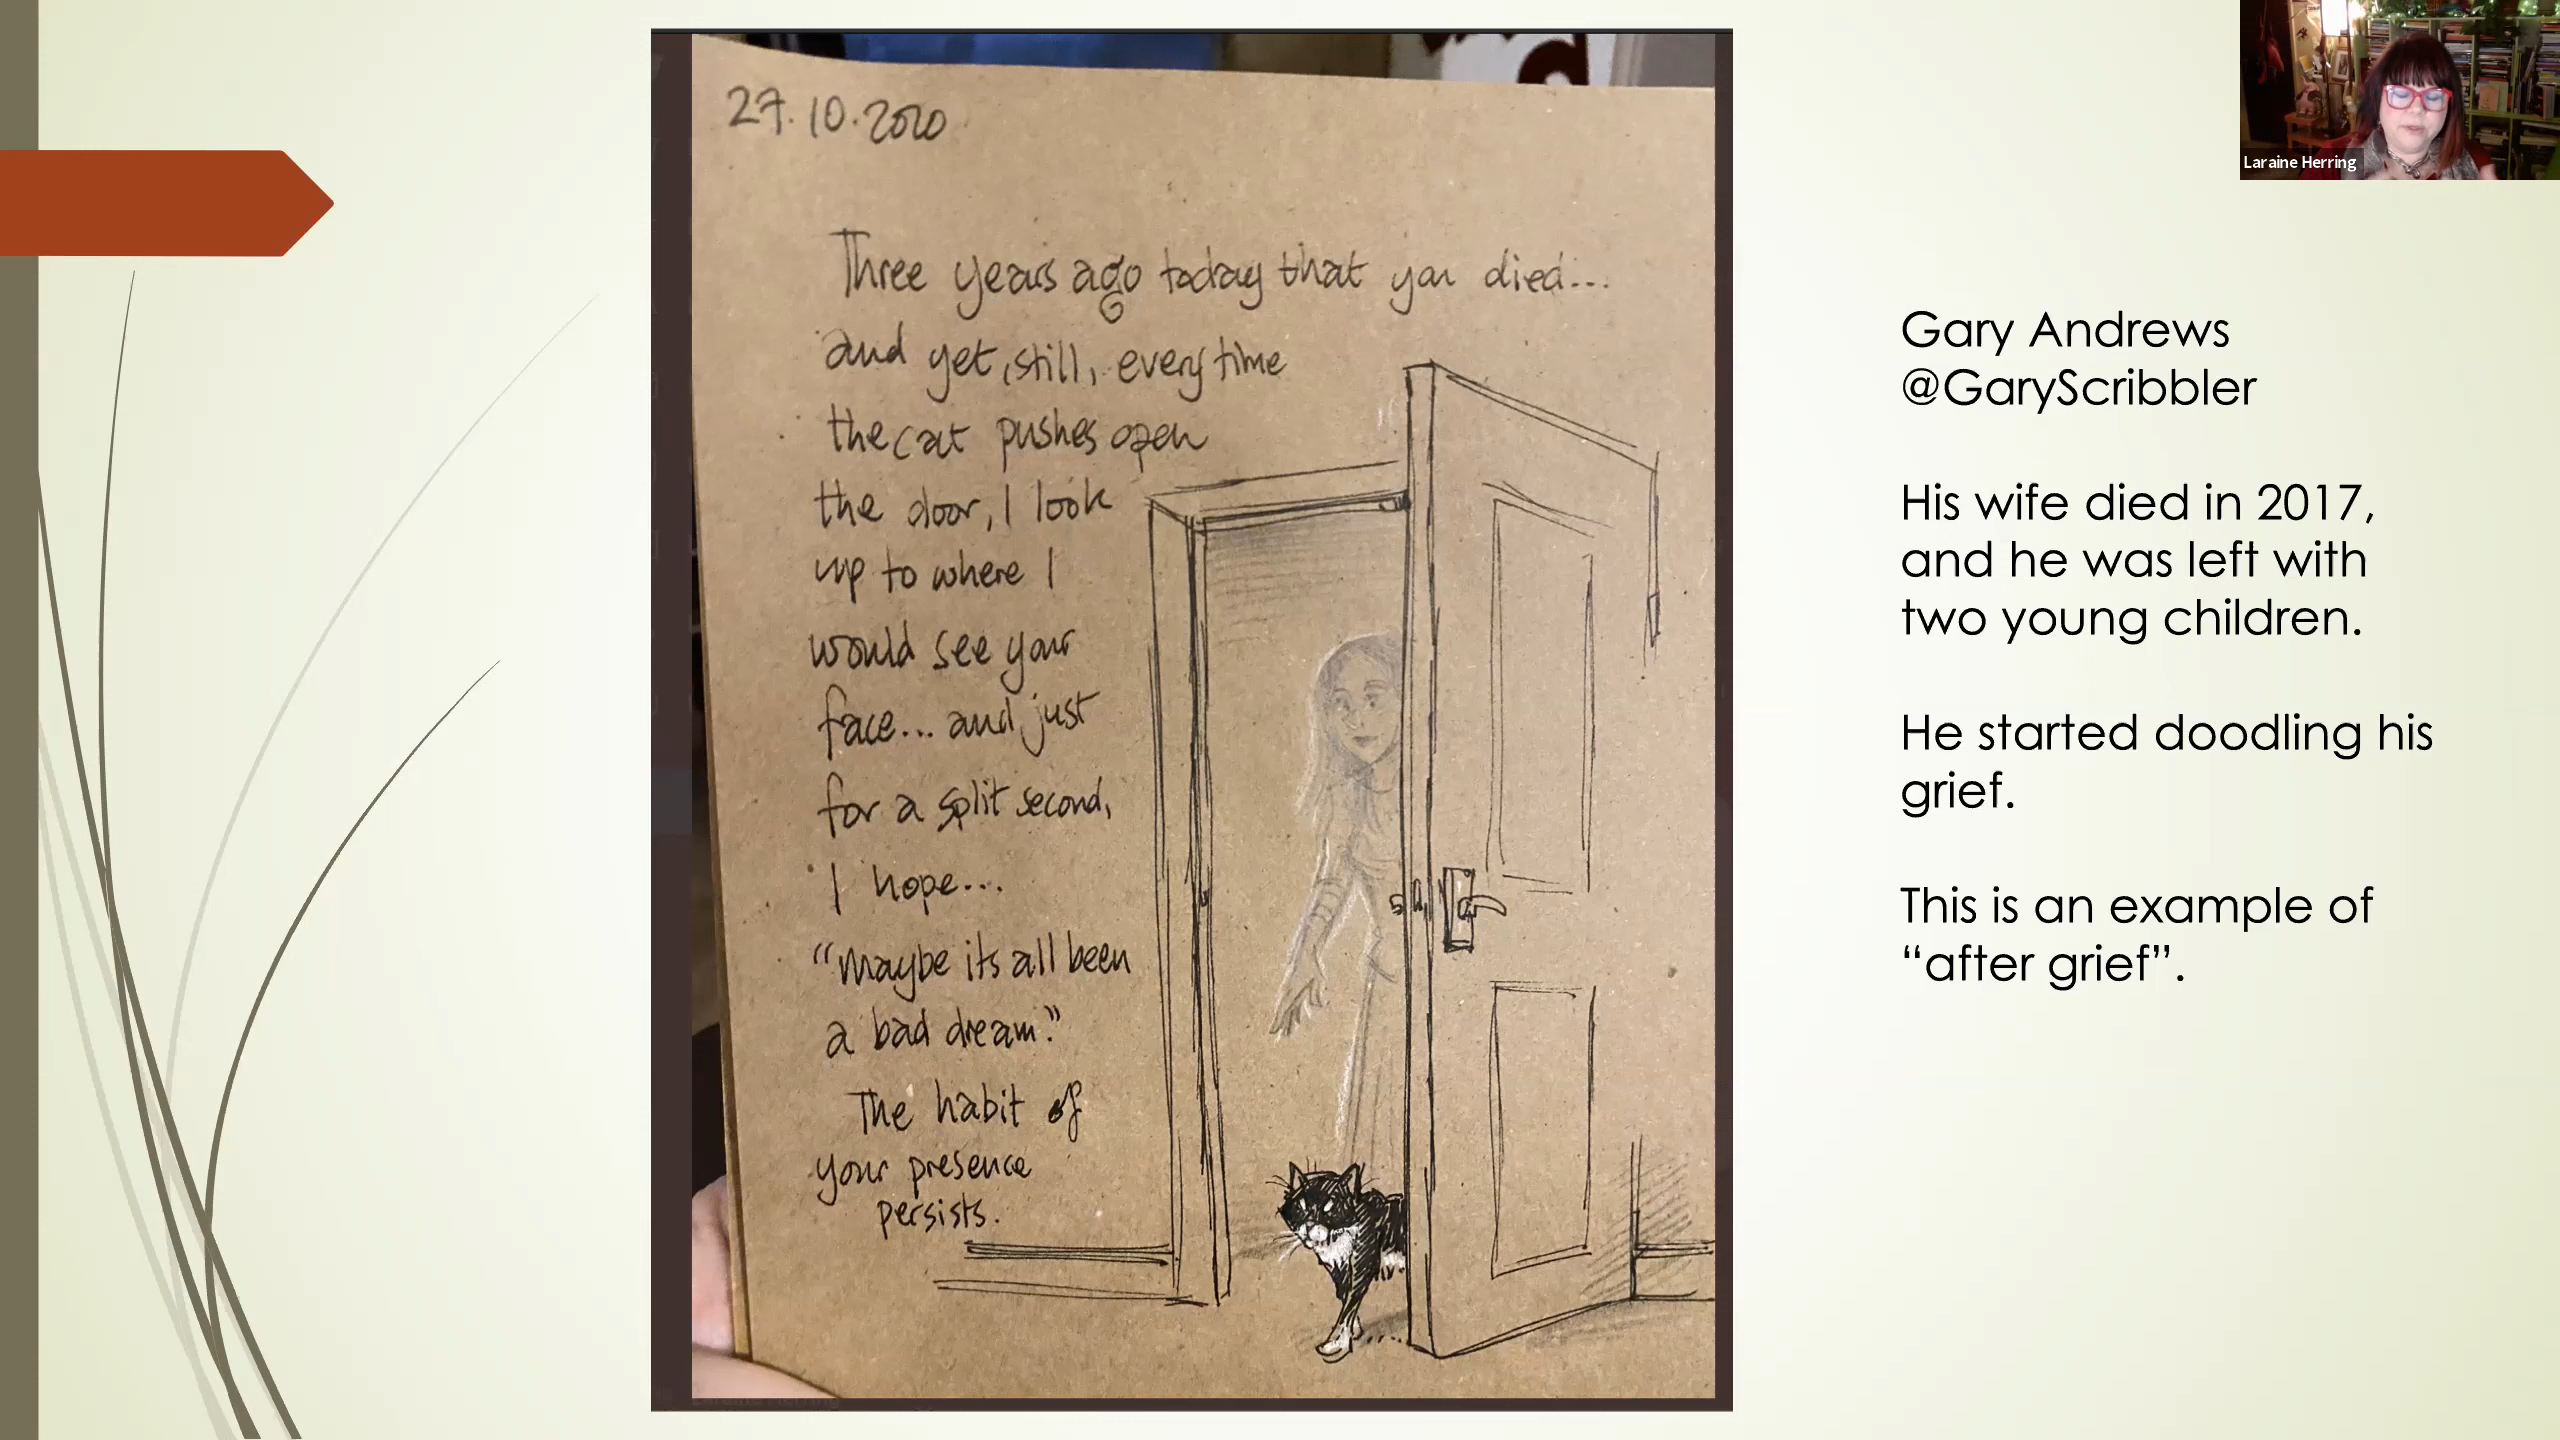 27.10.2020
Three years ago today that you died...
and yet, still, every time
the cat pushes open
the door, I look
up to where I
would see your
face... and just
for a split second,
I hope...
"Maybe its all been
a bad dream."
The habit of
your presence
persists.
Gary Andrews
@GaryScribbler
His wife died in 2017,
and he was left with
two young children.
He started doodling his
grief.
This is an example of
“after grief”.
Laraine Herring